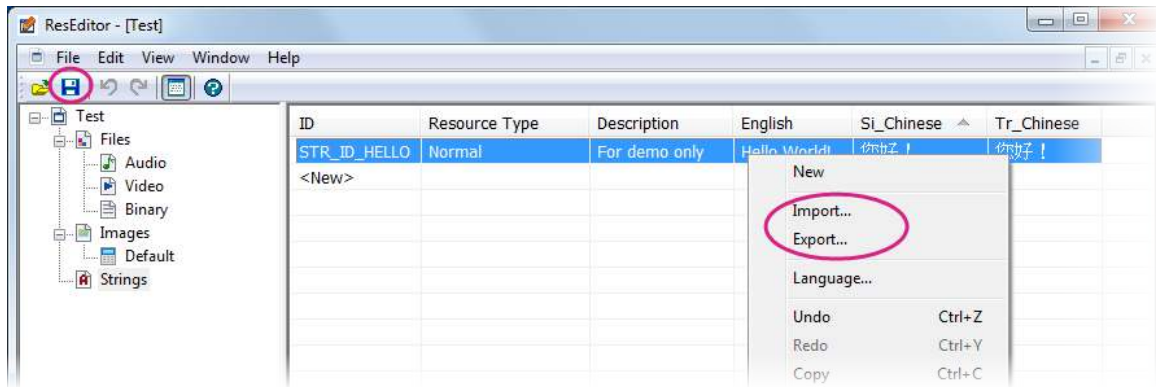 ResEditor - [Test]
File Edit View Window Help
Test
Files
Audio
Video
Binary
Images
Default
Strings
ID Resource Type Description English Si_Chinese Tr_Chinese
STR_ID_HELLO Normal For demo only Hello World! 你好！ 你好！
<New>
New
Import...
Export...
Language...
Undo Ctrl+Z
Redo Ctrl+Y
Copy Ctrl+C